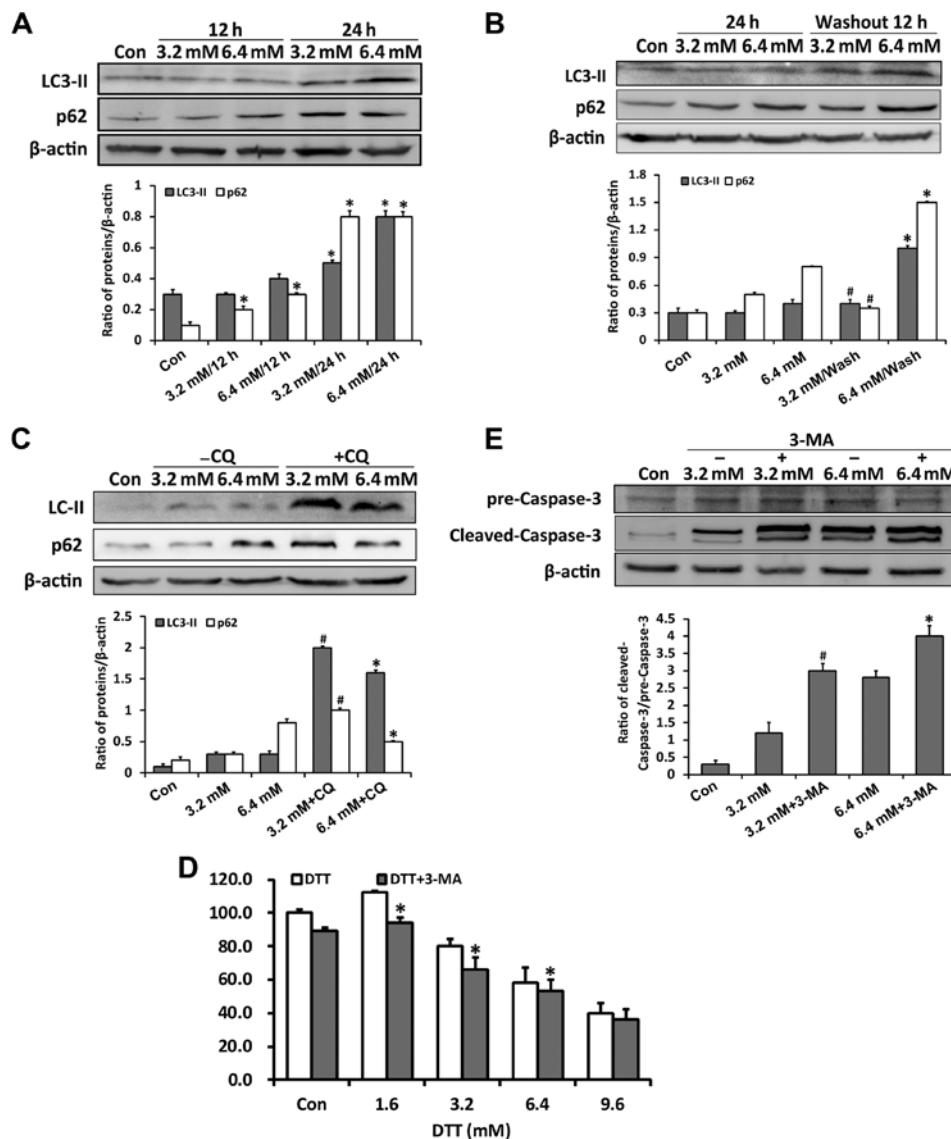 A
12 h 24 h
Con 3.2 mM 6.4 mM 3.2 mM 6.4 mM
LC3-II
p62
β-actin
LC3-II p62
Ratio of proteins/β-actin
1
0.8
0.6
0.4
0.2
0
* * * * * *
Con 3.2 mM/12 h 6.4 mM/12 h 3.2 mM/24 h 6.4 mM/24 h
B
24 h Washout 12 h
Con 3.2 mM 6.4 mM 3.2 mM 6.4 mM
LC3-II
p62
β-actin
LC3-II p62
Ratio of proteins/β-actin
1.8
1.5
1.2
0.9
0.6
0.3
0
# # * *
Con 3.2 mM 6.4 mM 3.2 mM/Wash 6.4 mM/Wash
C
–CQ +CQ
Con 3.2 mM 6.4 mM 3.2 mM 6.4 mM
LC-II
p62
β-actin
LC3-II p62
Ratio of proteins/β-actin
2.5
2
1.5
1
0.5
0
# # * *
Con 3.2 mM 6.4 mM 3.2 mM+CQ 6.4 mM+CQ
E
3-MA
– + – +
Con 3.2 mM 3.2 mM 6.4 mM 6.4 mM
pre-Caspase-3
Cleaved-Caspase-3
β-actin
Ratio of cleaved-
Caspase-3/pre-Caspase-3
4.5
4
3.5
3
2.5
2
1.5
1
0.5
0
# *
Con 3.2 mM 3.2 mM+3-MA 6.4 mM 6.4 mM+3-MA
D
DTT DTT+3-MA
120.0
100.0
80.0
60.0
40.0
20.0
0.0
* * *
Con 1.6 3.2 6.4 9.6
DTT (mM)